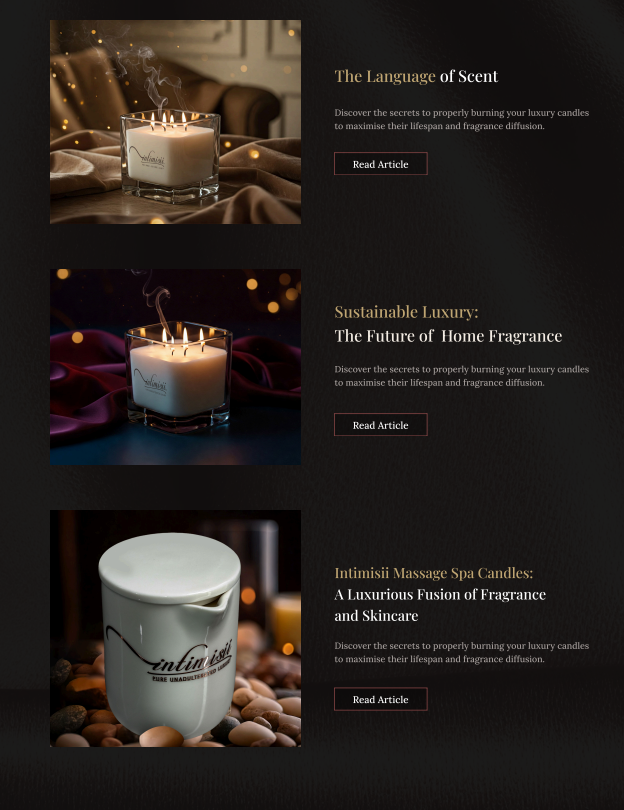 The Language of Scent
Discover the secrets to properly burning your luxury candles
to maximise their lifespan and fragrance diffusion.
Read Article
intimisii
Sustainable Luxury:
The Future of Home Fragrance
Discover the secrets to properly burning your luxury candles
to maximise their lifespan and fragrance diffusion.
Read Article
intimisii
Intimisii Massage Spa Candles:
A Luxurious Fusion of Fragrance
and Skincare
Discover the secrets to properly burning your luxury candles
to maximise their lifespan and fragrance diffusion.
Read Article
intimisii